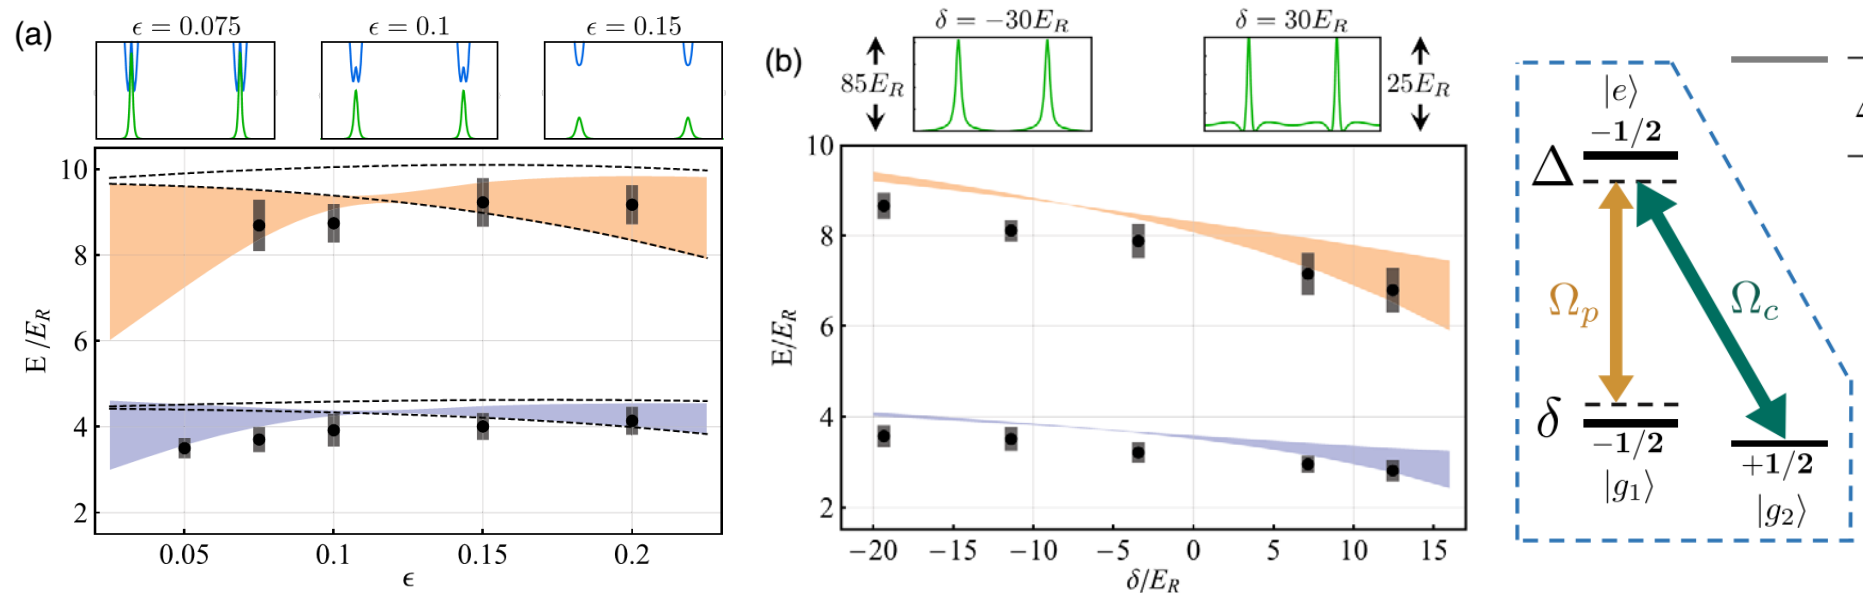 (a)
ϵ = 0.075
ϵ = 0.1
ϵ = 0.15
10
8
6
4
2
E /E_R
0.05
0.1
0.15
0.2
ϵ
(b)
δ = −30E_R
δ = 30E_R
85E_R
25E_R
10
8
6
4
2
E/E_R
−20
−15
−10
−5
0
5
10
15
δ/E_R
|e⟩
−1/2
Δ
Ω_p
Ω_c
δ
−1/2
|g_1⟩
+1/2
|g_2⟩